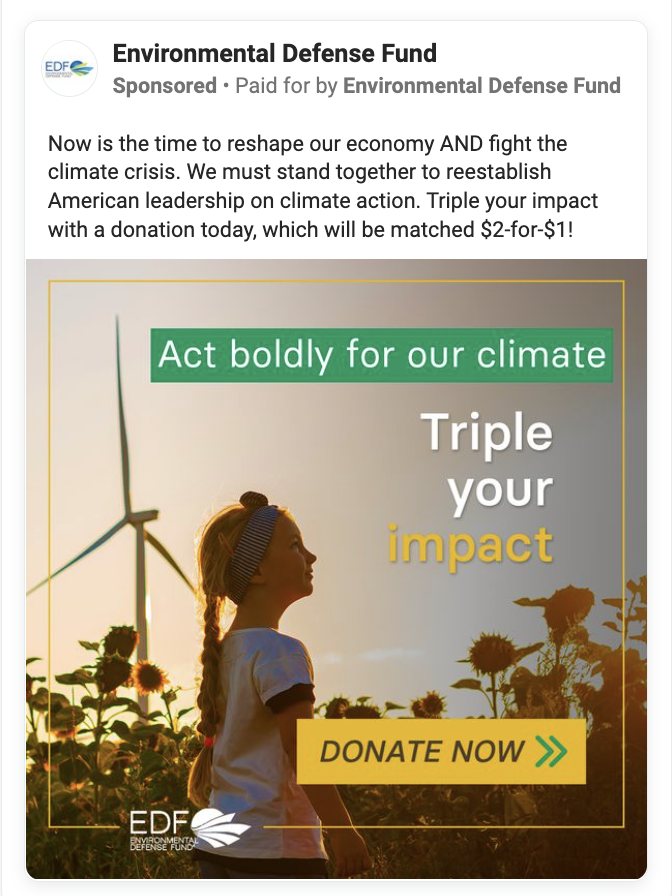 EDF
ENVIRONMENTAL
DEFENSE FUND
Environmental Defense Fund
Sponsored • Paid for by Environmental Defense Fund
Now is the time to reshape our economy AND fight the
climate crisis. We must stand together to reestablish
American leadership on climate action. Triple your impact
with a donation today, which will be matched $2-for-$1!
Act boldly for our climate
Triple
your
impact
DONATE NOW
EDF
ENVIRONMENTAL
DEFENSE FUND®